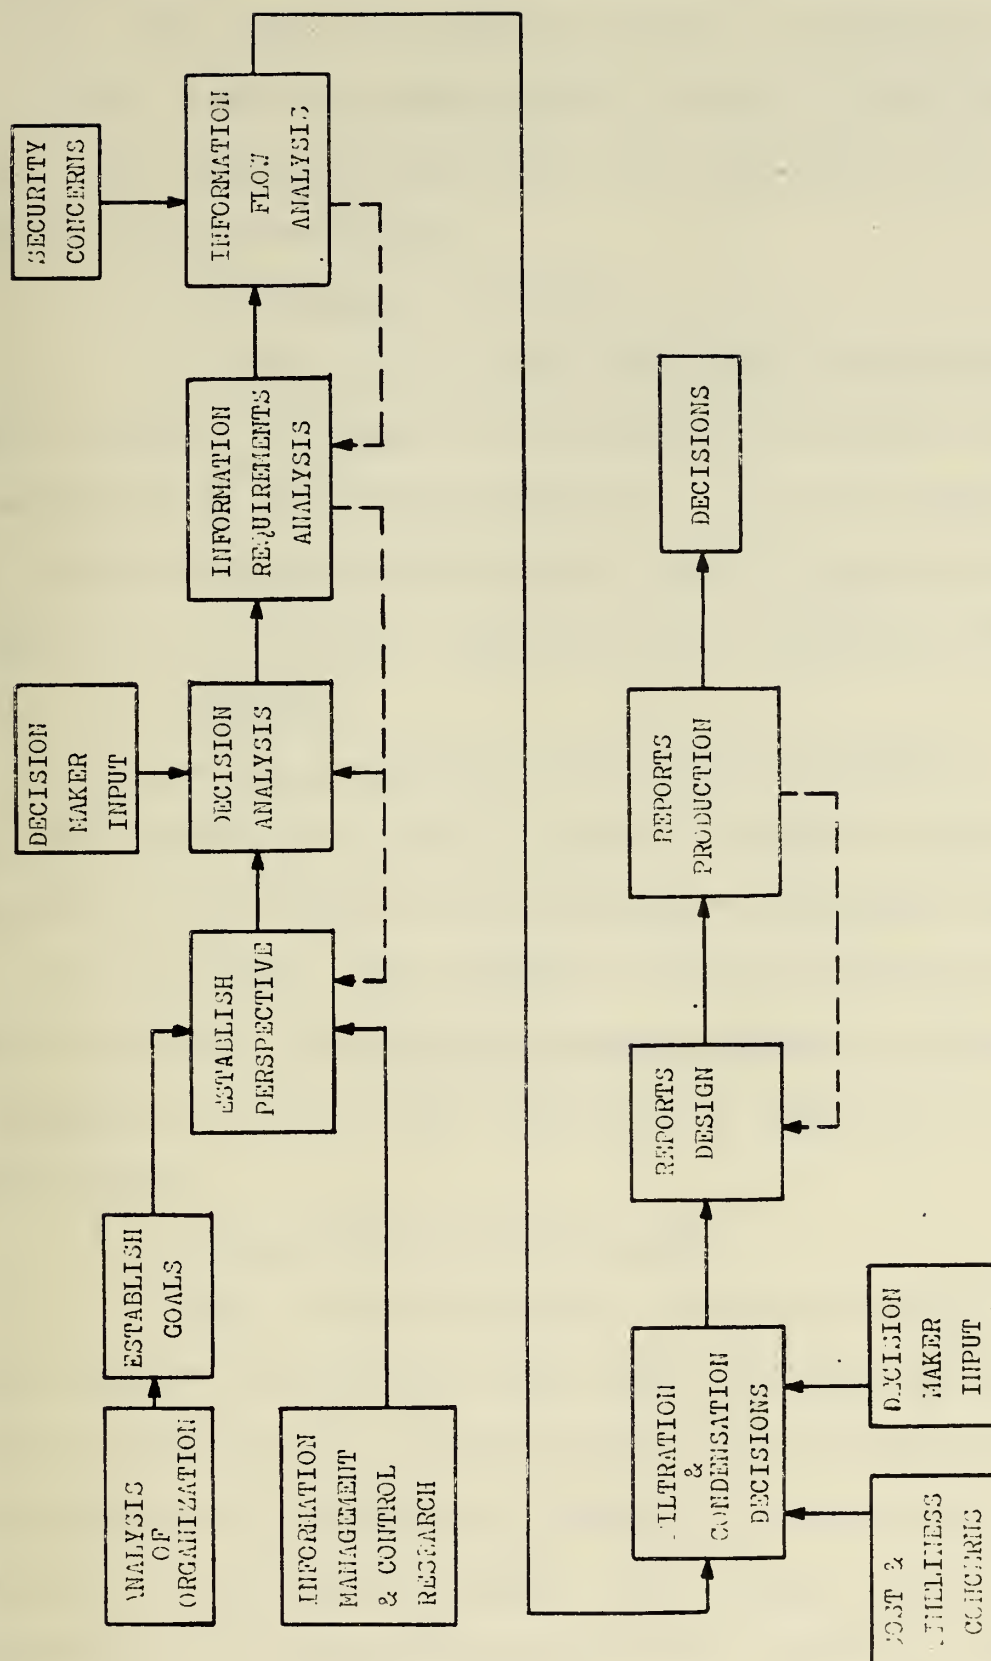 ANALYSIS
OF
ORGANIZATION
ESTABLISH
GOALS
INFORMATION
MANAGEMENT
& CONTROL
RESEARCH
ESTABLISH
PERSPECTIVE
DECISION
MAKER
INPUT
DECISION
ANALYSIS
INFORMATION
REQUIREMENTS
ANALYSIS
SECURITY
CONCERNS
INFORMATION
FLOW
ANALYSIS
FILTRATION
&
CONDENSATION
DECISIONS
COST &
TIMELINESS
CONCERNS
DECISION
MAKER
INPUT
REPORTS
DESIGN
REPORTS
PRODUCTION
DECISIONS